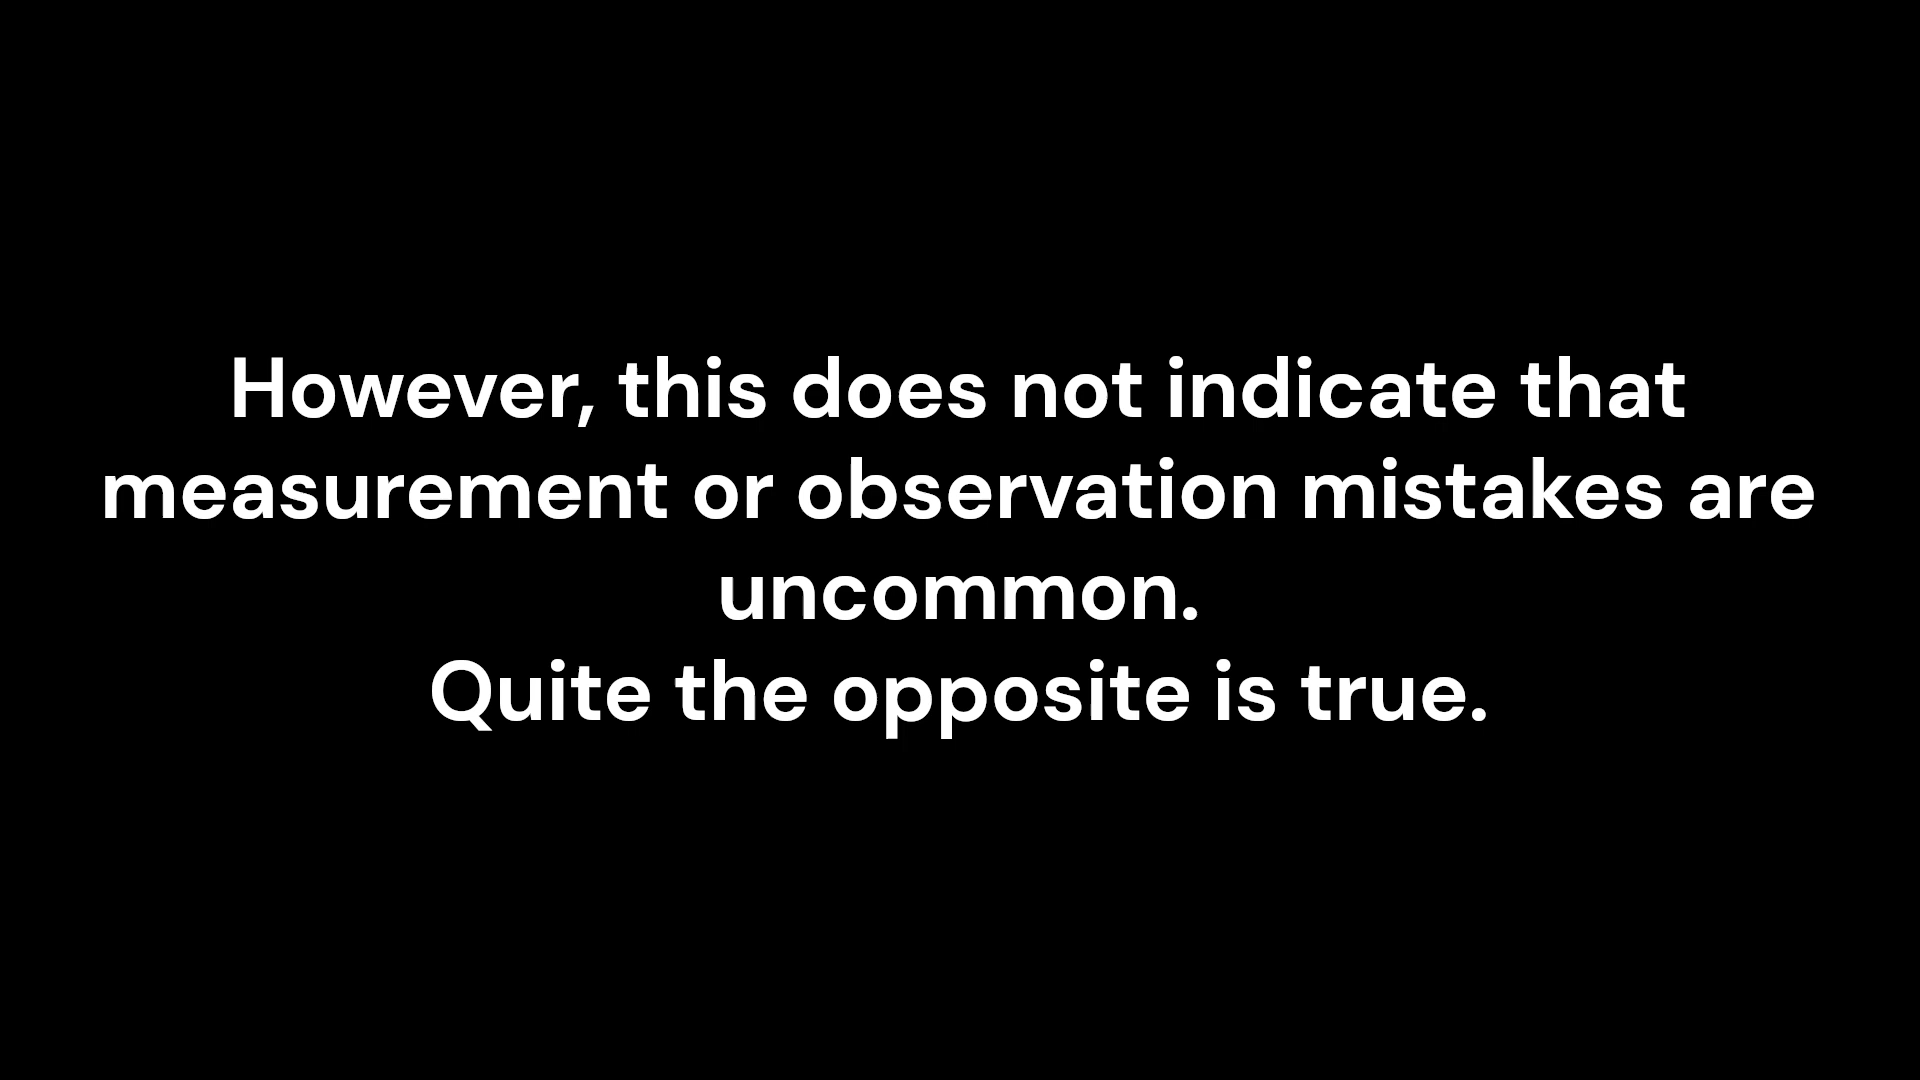 However, this does not indicate that
measurement or observation mistakes are
uncommon.
Quite the opposite is true.